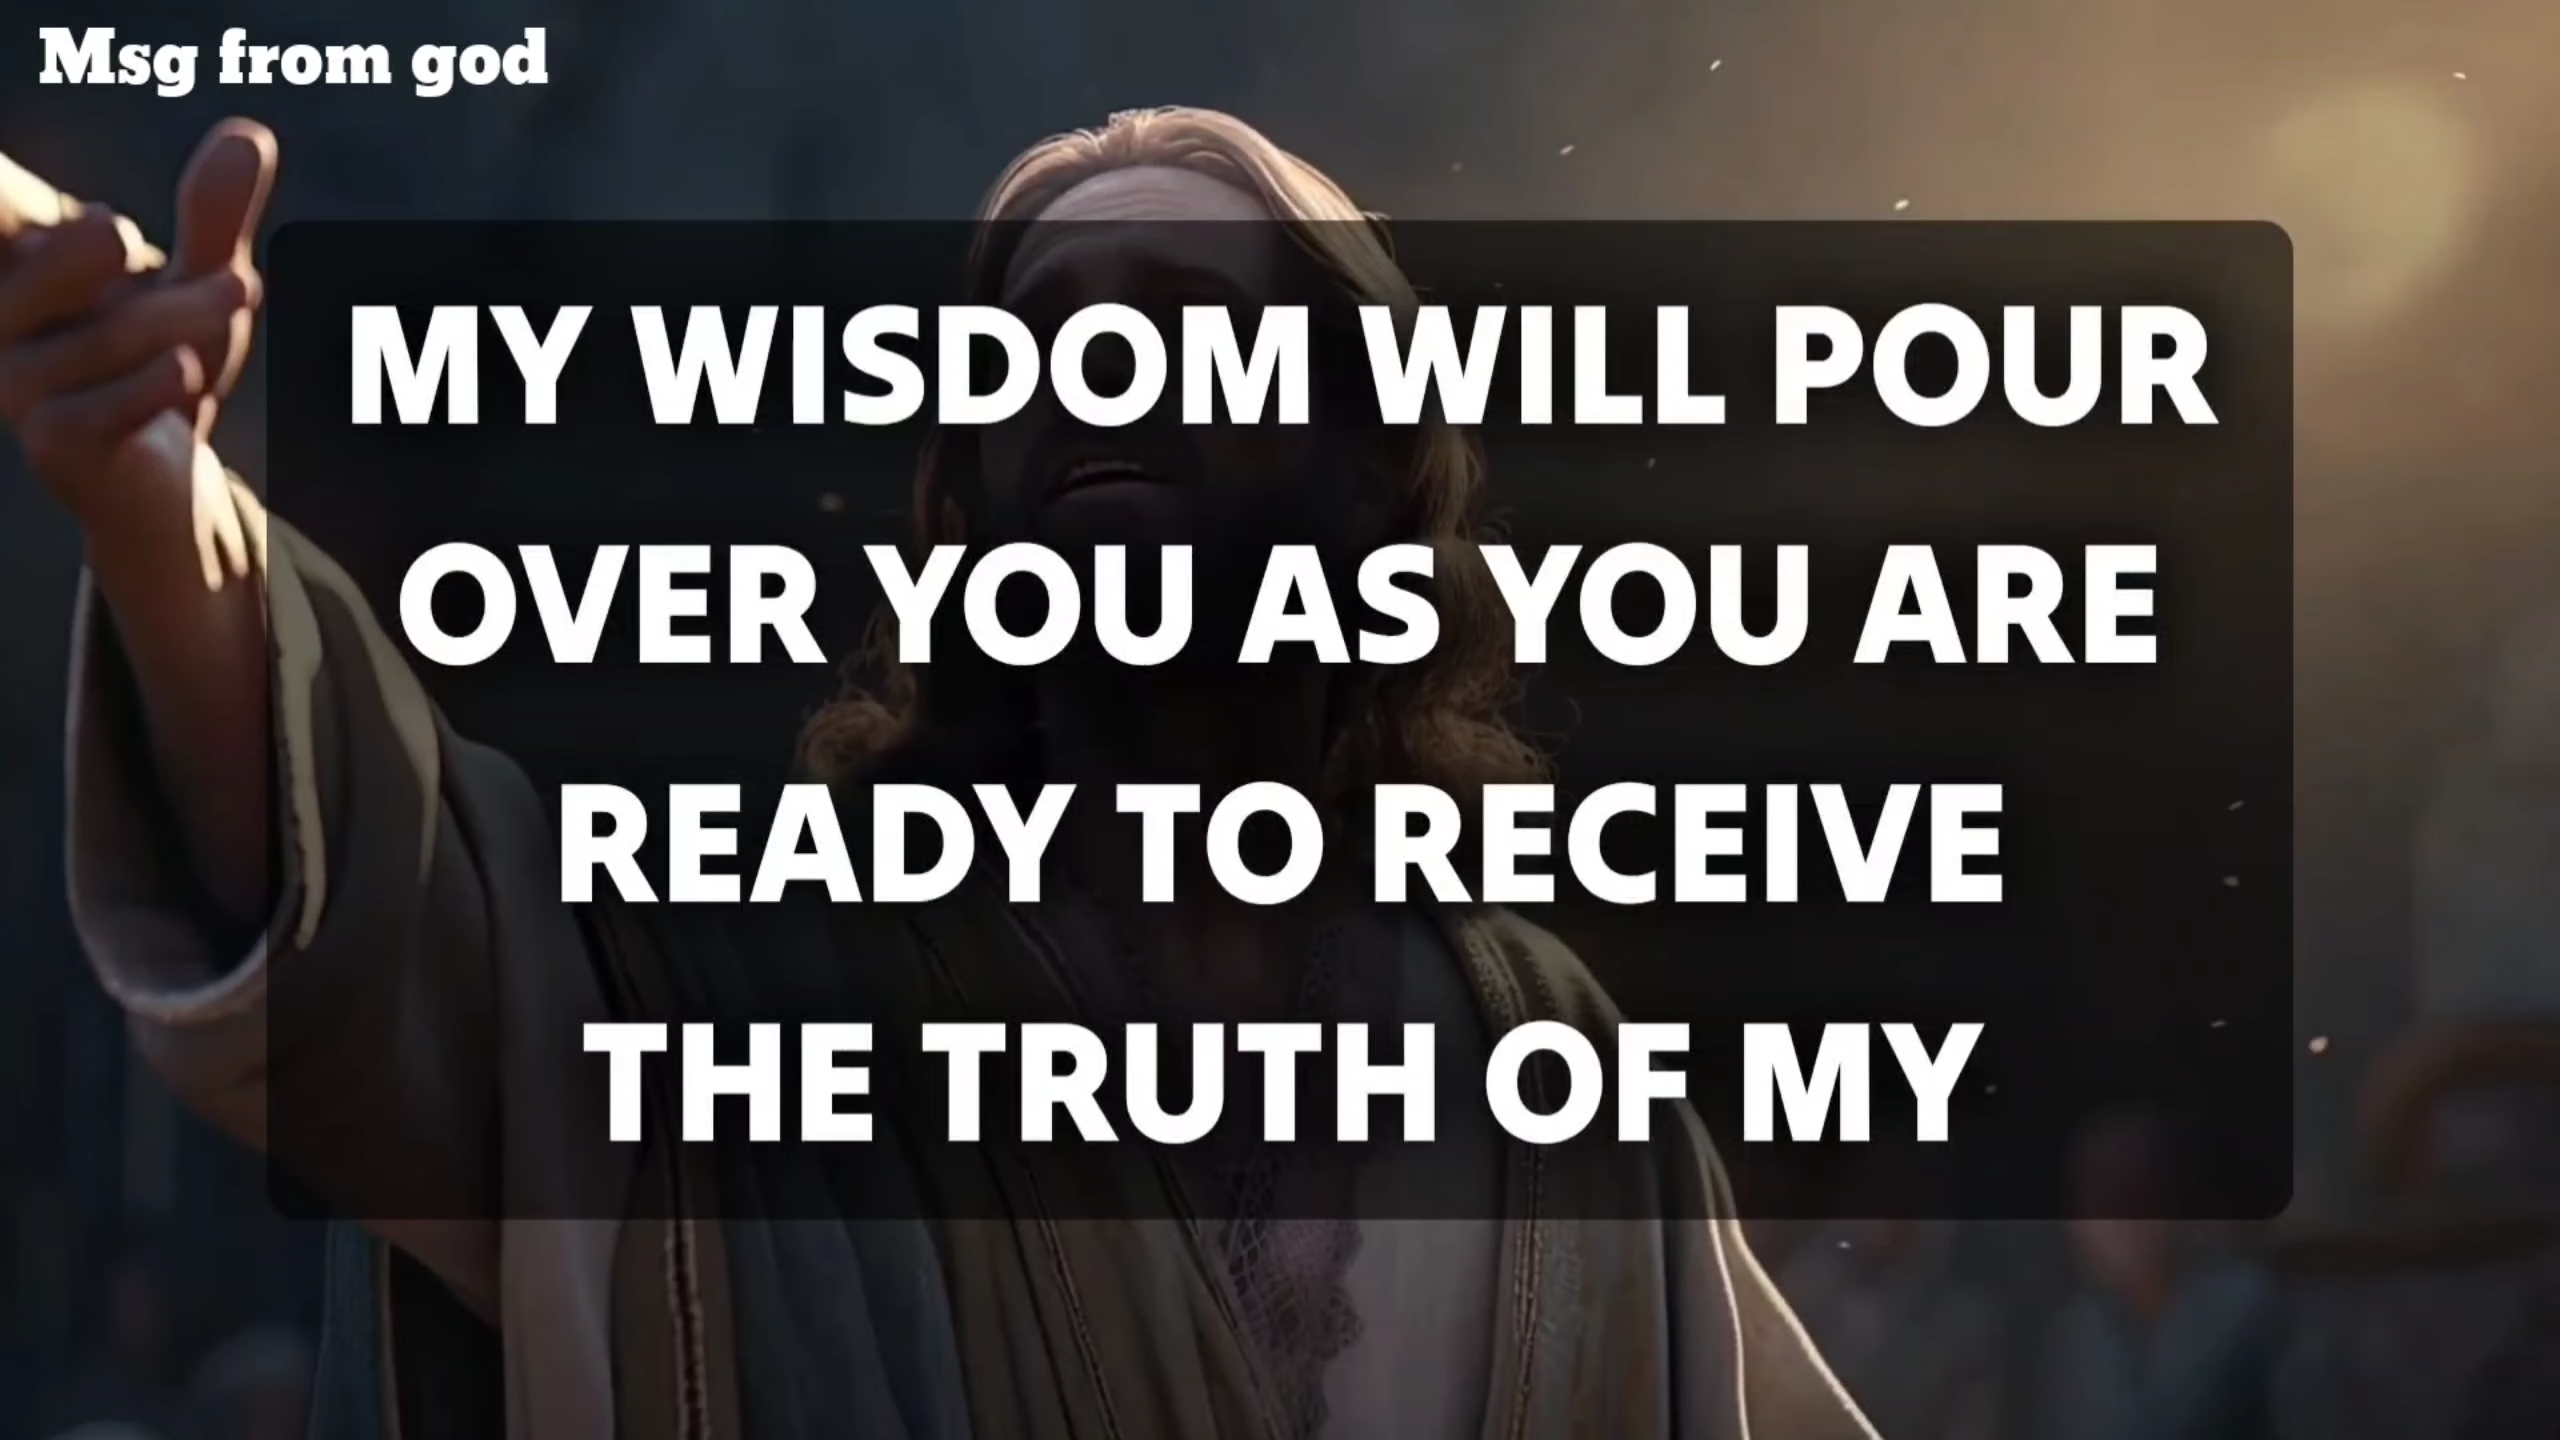 Msg from god
MY WISDOM WILL POUR
OVER YOU AS YOU ARE
READY TO RECEIVE
THE TRUTH OF MY